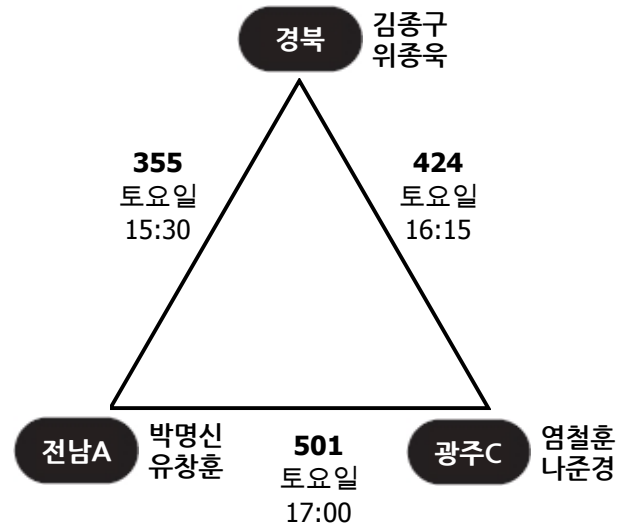 경북
김종구
위종욱
355
토요일
15:30
424
토요일
16:15
전남A
박명신
유창훈
501
토요일
17:00
광주C
염철훈
나준경